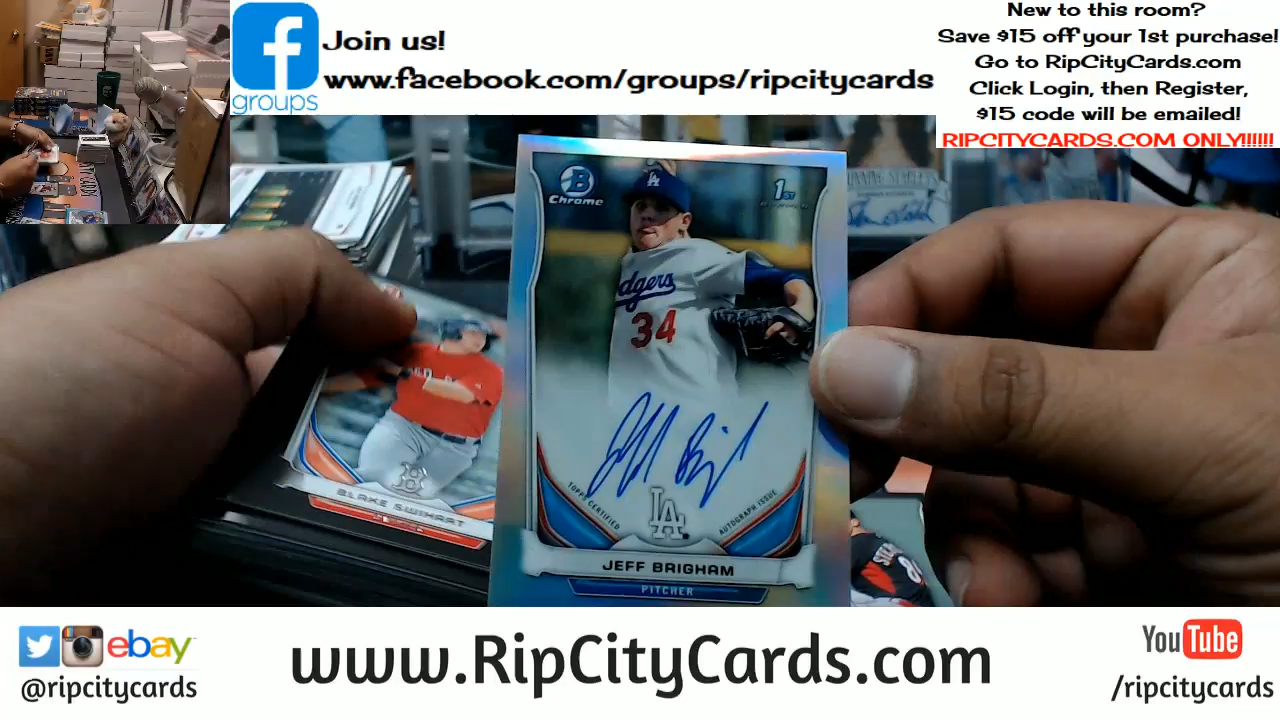 groups
Join us!
www.facebook.com/groups/ripcitycards
New to this room?
Save $15 off your 1st purchase!
Go to RipCityCards.com
Click Login, then Register,
$15 code will be emailed!
RIPCITYCARDS.COM ONLY!!!!!!
B
Chrome
1ST
dgers
34
TOPPS CERTIFIED
AUTOGRAPH ISSUE
LA
JEFF BRIGHAM
PITCHER
B
BLAKE SWIHART
ebay
@ripcitycards
www.RipCityCards.com
YouTube
/ripcitycards